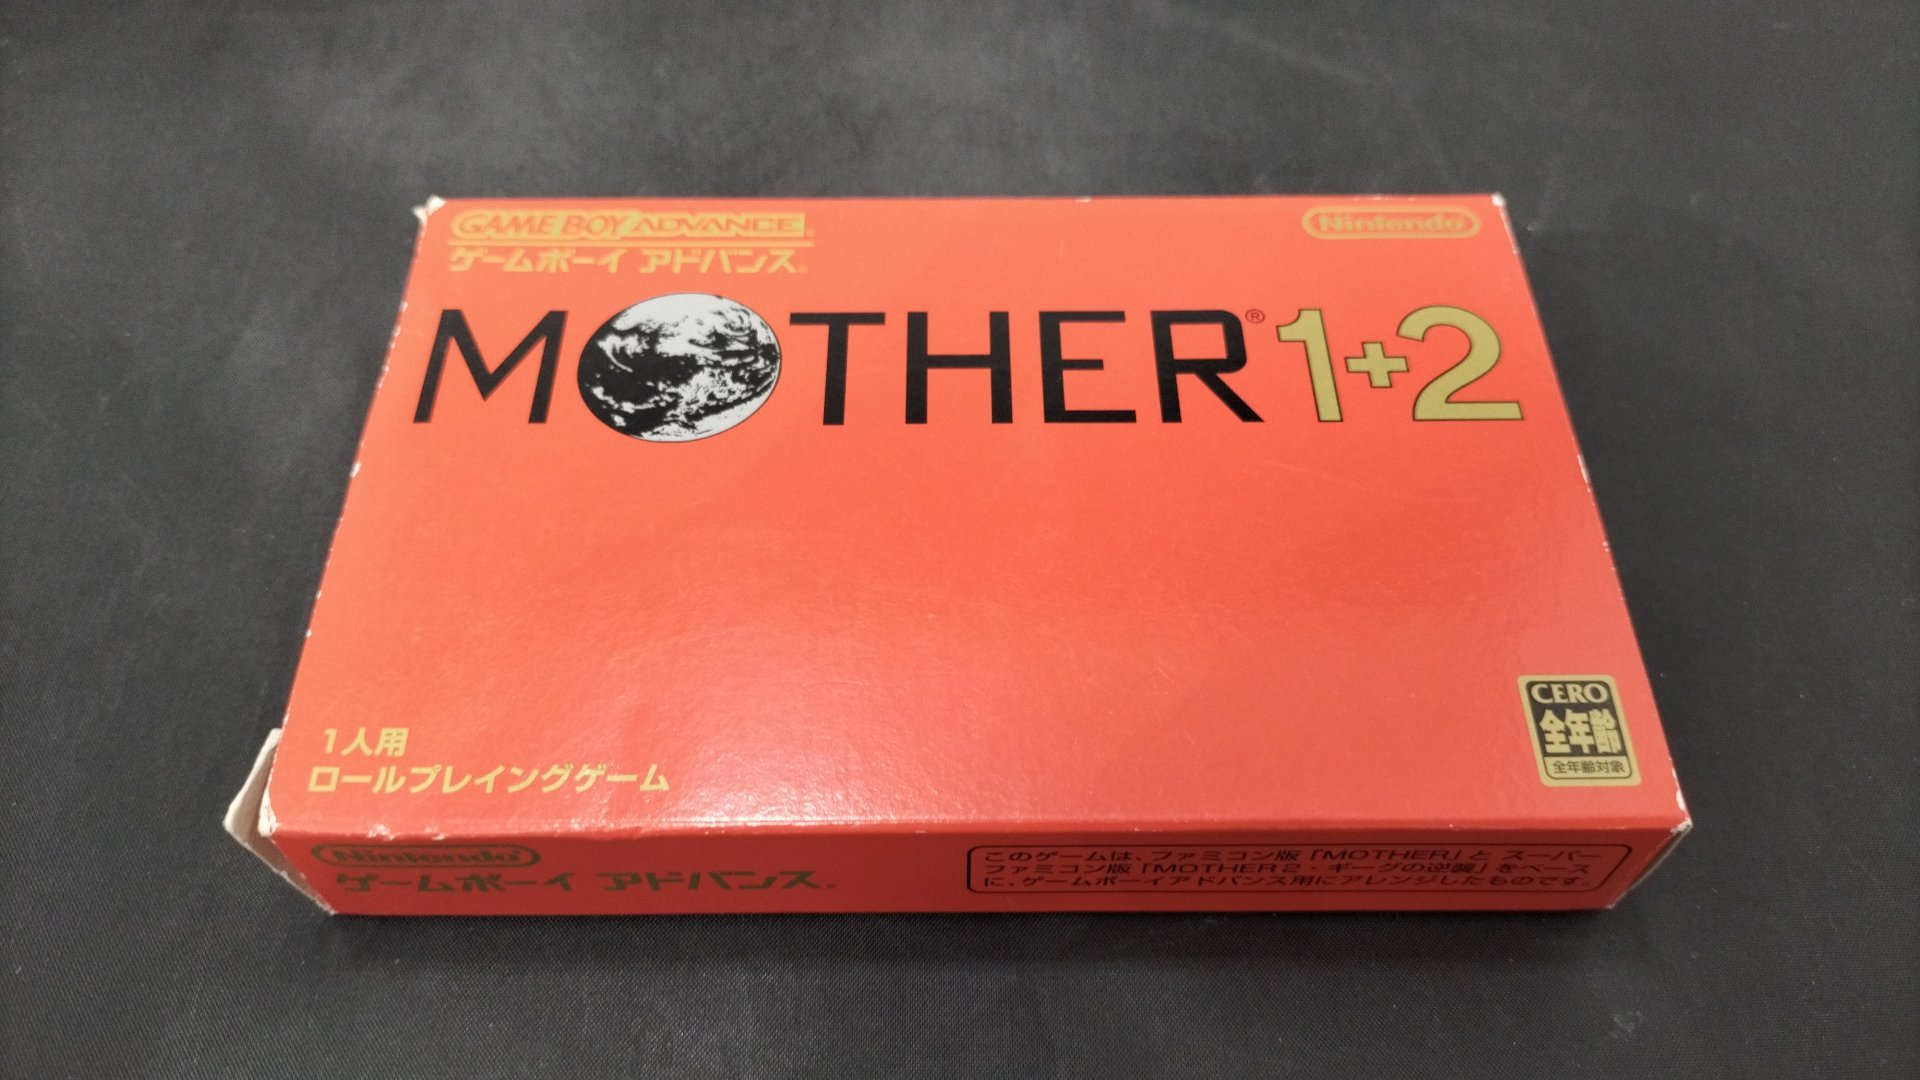 GAME BOY ADVANCE
ゲームボーイ アドバンス
Nintendo
MOTHER® 1+2
1人用
ロールプレイングゲーム
CERO
全年齢
全年齢対象
Nintendo
ゲームボーイ アドバンス
このゲームは、ファミコン版「MOTHER」と スーパー
ファミコン版「MOTHER2 ギーグの逆襲」をベース
に、ゲームボーイアドバンス用にアレンジしたものです。